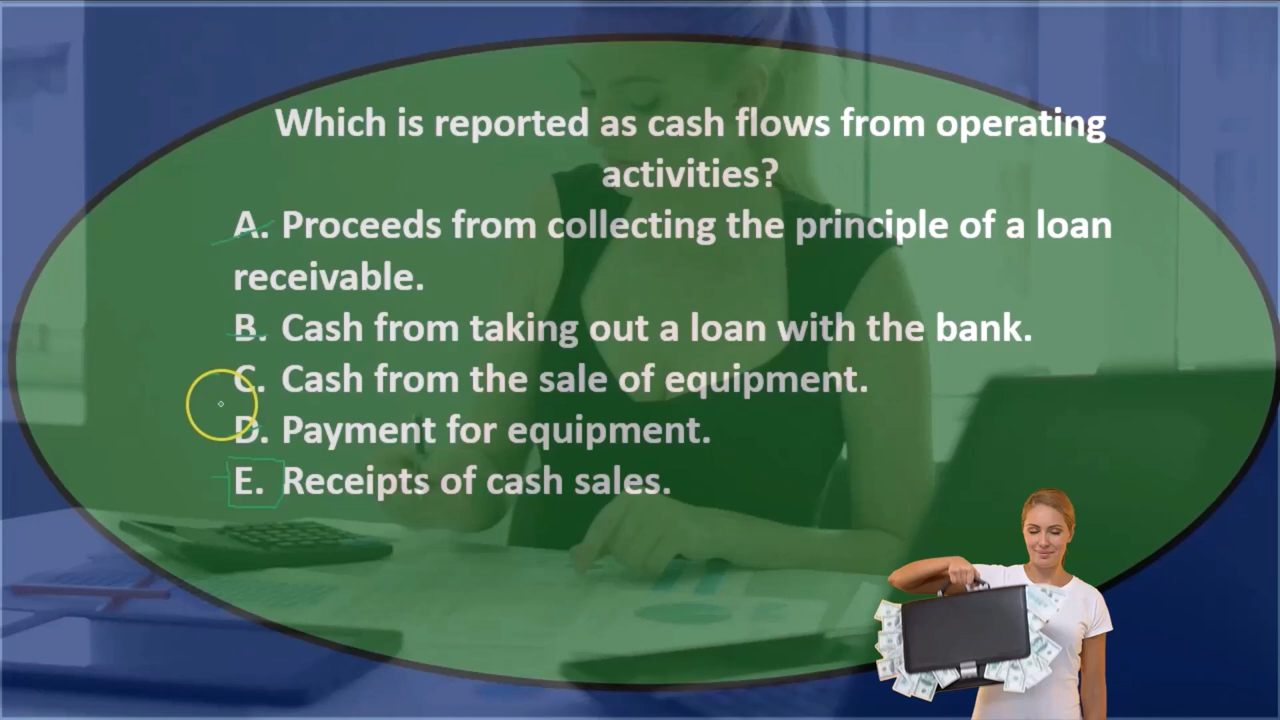 Which is reported as cash flows from operating
activities?
A. Proceeds from collecting the principle of a loan
receivable.
B. Cash from taking out a loan with the bank.
C. Cash from the sale of equipment.
D. Payment for equipment.
E. Receipts of cash sales.